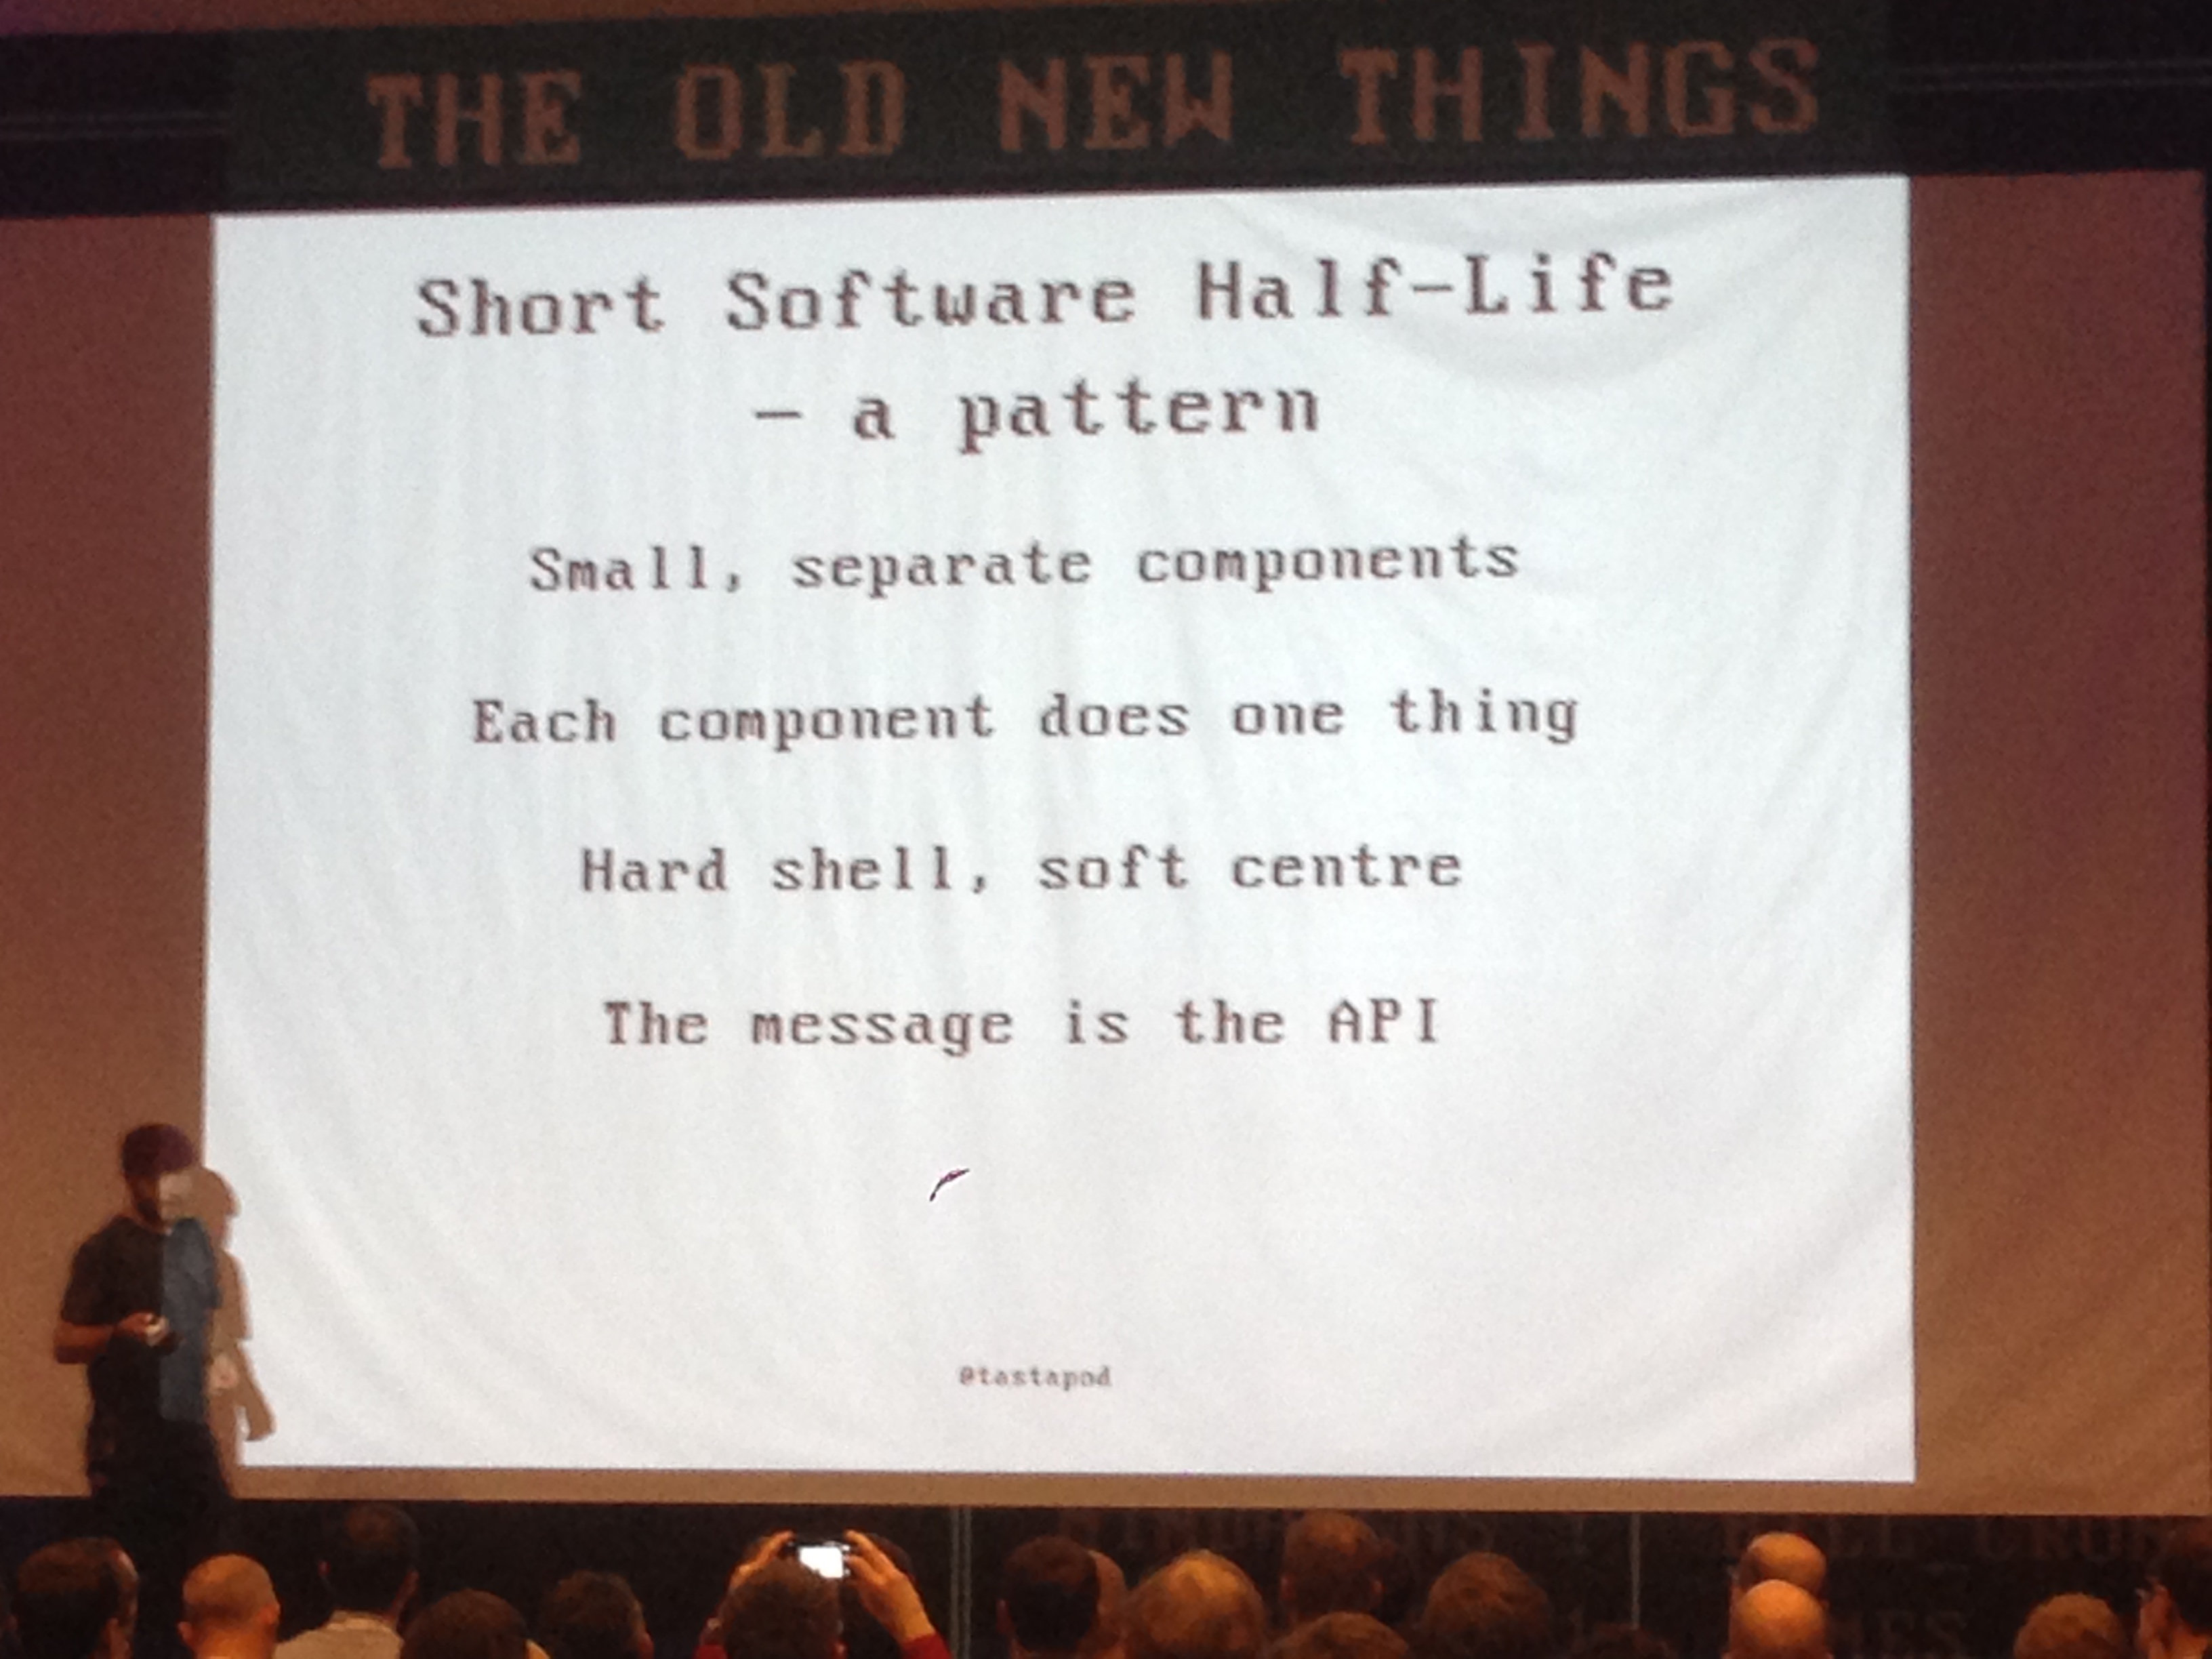 THE OLD NEW THINGS
Short Software Half-Life
- a pattern
Small, separate components
Each component does one thing
Hard shell, soft centre
The message is the API
@tastapod